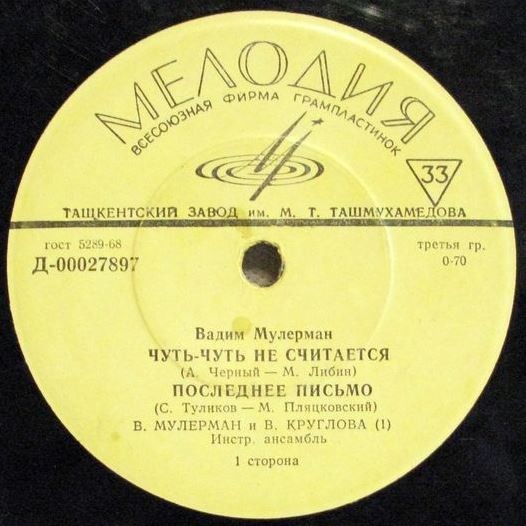 МЕЛОДИЯ
ВСЕСОЮЗНАЯ ФИРМА ГРАМПЛАСТИНОК
33
ТАШКЕНТСКИЙ ЗАВОД им. М. Т. ТАШМУХАМЕДОВА
гост 5289-68
третья гр.
Д-00027897
0-70
Вадим Мулерман
ЧУТЬ-ЧУТЬ НЕ СЧИТАЕТСЯ
(А. Черный — М. Либин)
ПОСЛЕДНЕЕ ПИСЬМО
(С. Туликов — М. Пляцковский)
В. МУЛЕРМАН и В. КРУГЛОВА (1)
Инстр. ансамбль
1 сторона